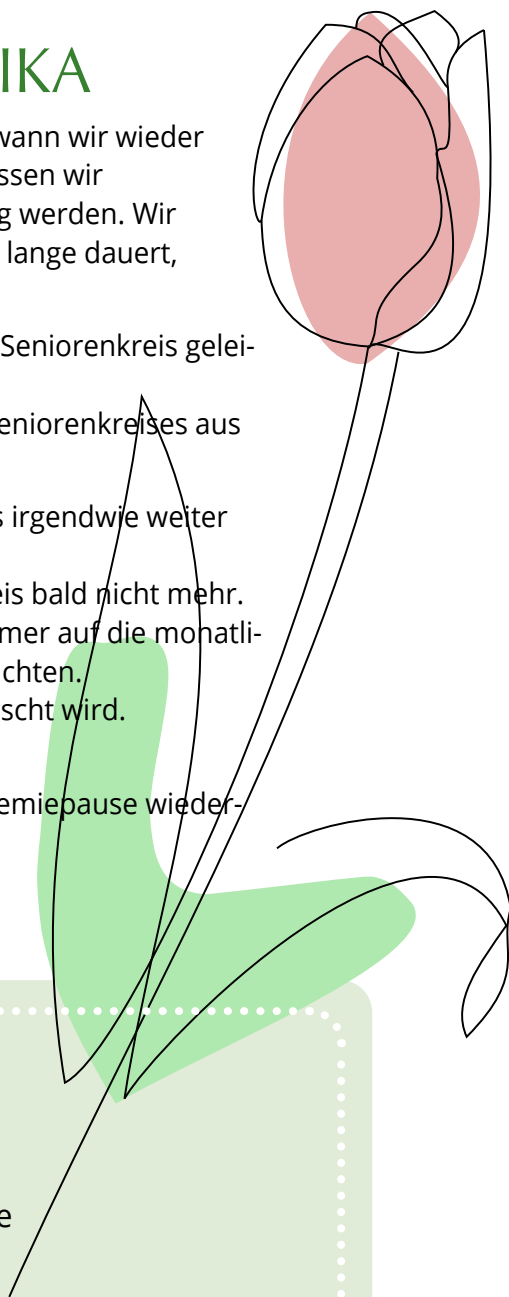 IKA
wann wir wieder
ssen wir
g werden. Wir
lange dauert,
Seniorenkreis gelei-
eniorenkreises aus
s irgendwie weiter
eis bald nicht mehr.
mer auf die monatli-
chten.
scht wird.
emiepause wieder-
e